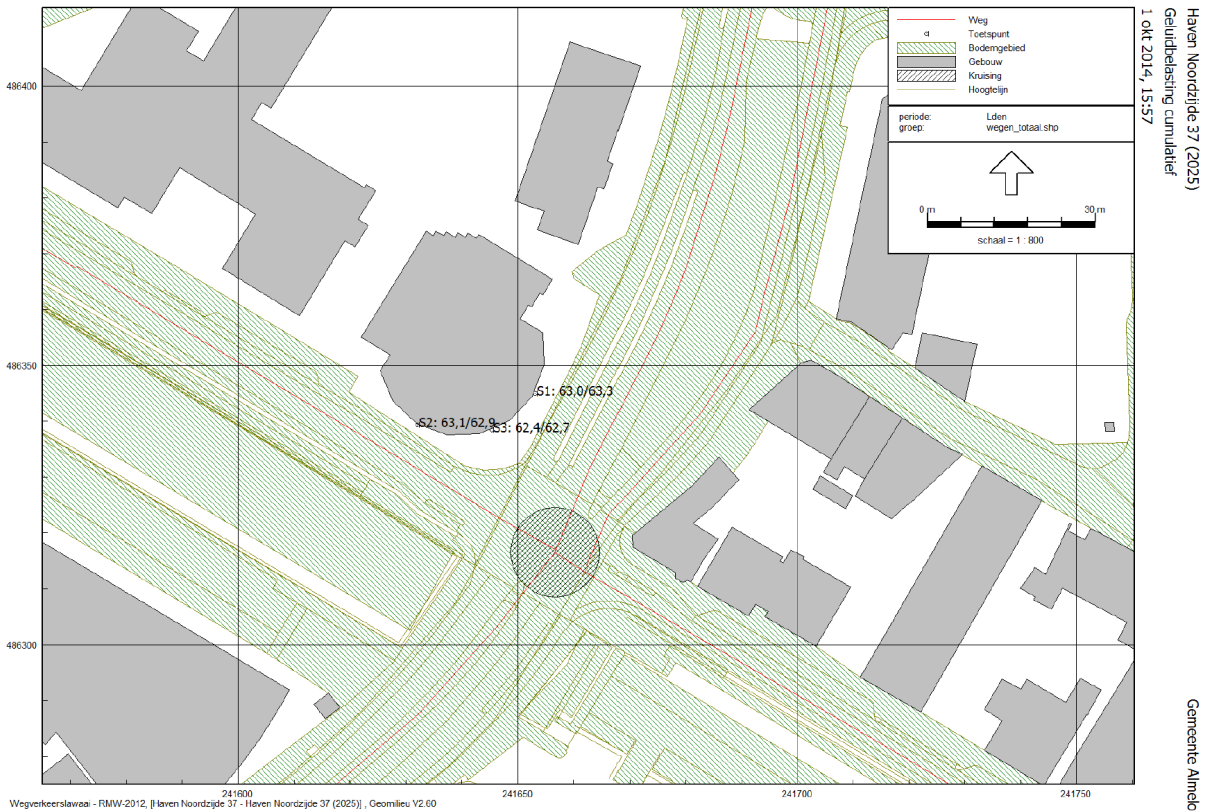 Haven Noordzijde 37 (2025)
Geluidbelasting cumulatief
1 okt 2014, 15:57
Gemeente Almelo
Weg
Toetspunt
Bodemgebied
Gebouw
Kruising
Hoogtelijn
periode: Lden
groep: wegen_totaal.shp
0 m 30 m
schaal = 1 : 800
486400
486350
486300
S1: 63,0/63,3
S2: 63,1/62,9
S3: 62,4/62,7
241600 241650 241700 241750
Wegverkeerslawaai - RMW-2012, [Haven Noordzijde 37 - Haven Noordzijde 37 (2025)] , Geomilieu V2.60